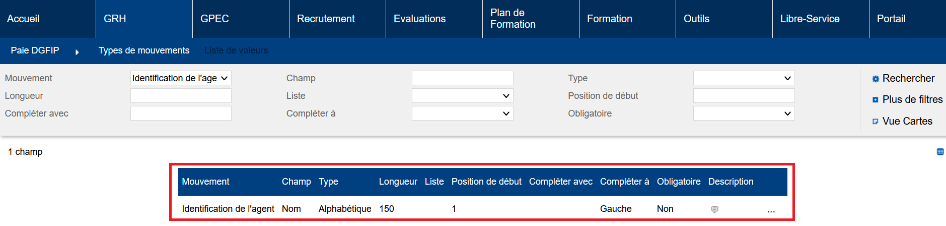 Accueil GRH GPEC Recrutement Evaluations Plan de Formation Formation Outils Libre-Service Portail
Paie DGFIP Types de mouvements Liste de valeurs
Mouvement Identification de l'age Champ Type Rechercher
Longueur Liste Position de début Plus de filtres
Compléter avec Compléter à Obligatoire Vue Cartes
1 champ
Mouvement Champ Type Longueur Liste Position de début Compléter avec Compléter à Obligatoire Description
Identification de l'agent Nom Alphabétique 150 1 Gauche Non ...